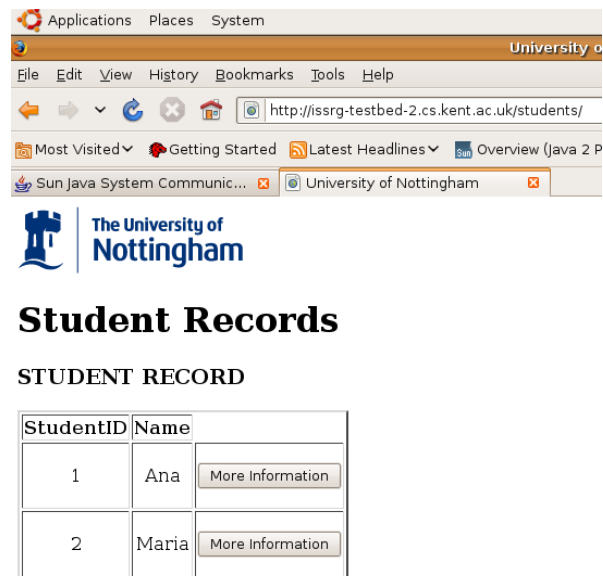 Applications Places System
University o
File Edit View History Bookmarks Tools Help
http://issrg-testbed-2.cs.kent.ac.uk/students/
Most Visited Getting Started Latest Headlines Sun Overview (Java 2 P
Sun Java System Communic... University of Nottingham
The University of
Nottingham
Student Records
STUDENT RECORD
StudentID Name
1 Ana More Information
2 Maria More Information